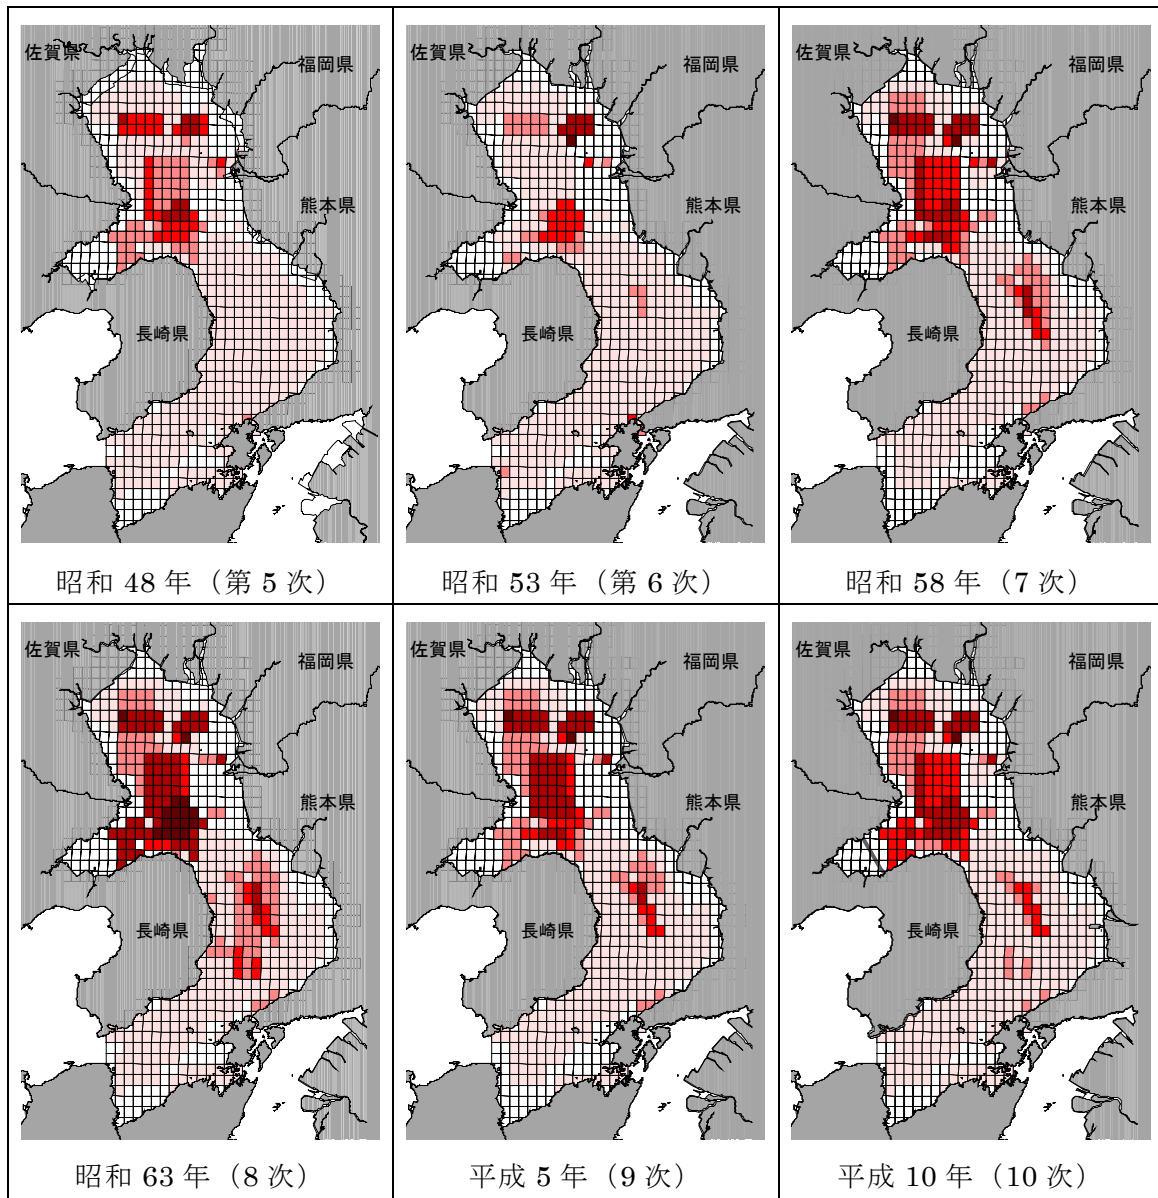 佐賀県
福岡県
熊本県
長崎県
昭和 48 年（第 5 次）
佐賀県
福岡県
熊本県
長崎県
昭和 53 年（第 6 次）
佐賀県
福岡県
熊本県
長崎県
昭和 58 年（7 次）
佐賀県
福岡県
熊本県
長崎県
昭和 63 年（8 次）
佐賀県
福岡県
熊本県
長崎県
平成 5 年（9 次）
佐賀県
福岡県
熊本県
長崎県
平成 10 年（10 次）